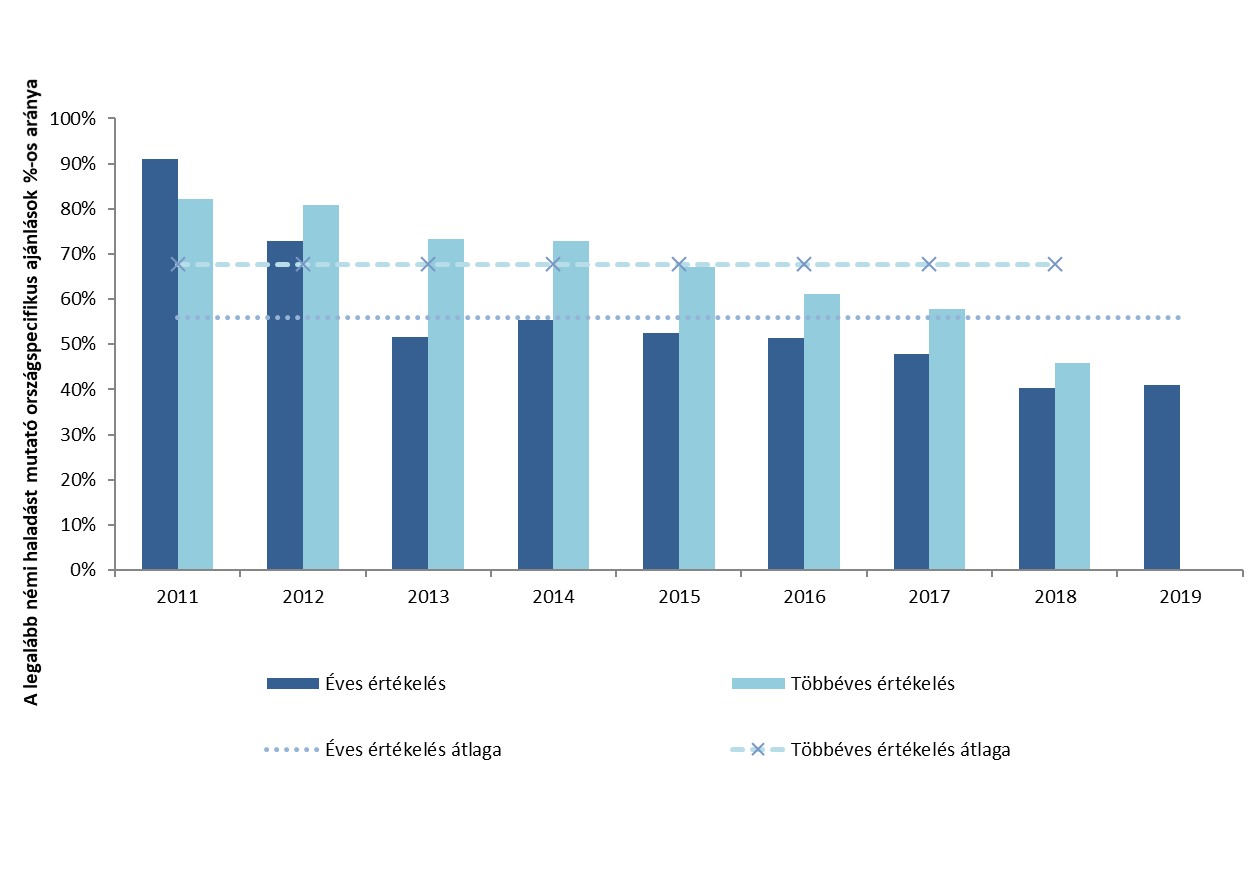 A legalább némi haladást mutató országspecifikus ajánlások %-os aránya
100%
90%
80%
70%
60%
50%
40%
30%
20%
10%
0%
2011 2012 2013 2014 2015 2016 2017 2018 2019
Éves értékelés Többéves értékelés
Éves értékelés átlaga Többéves értékelés átlaga